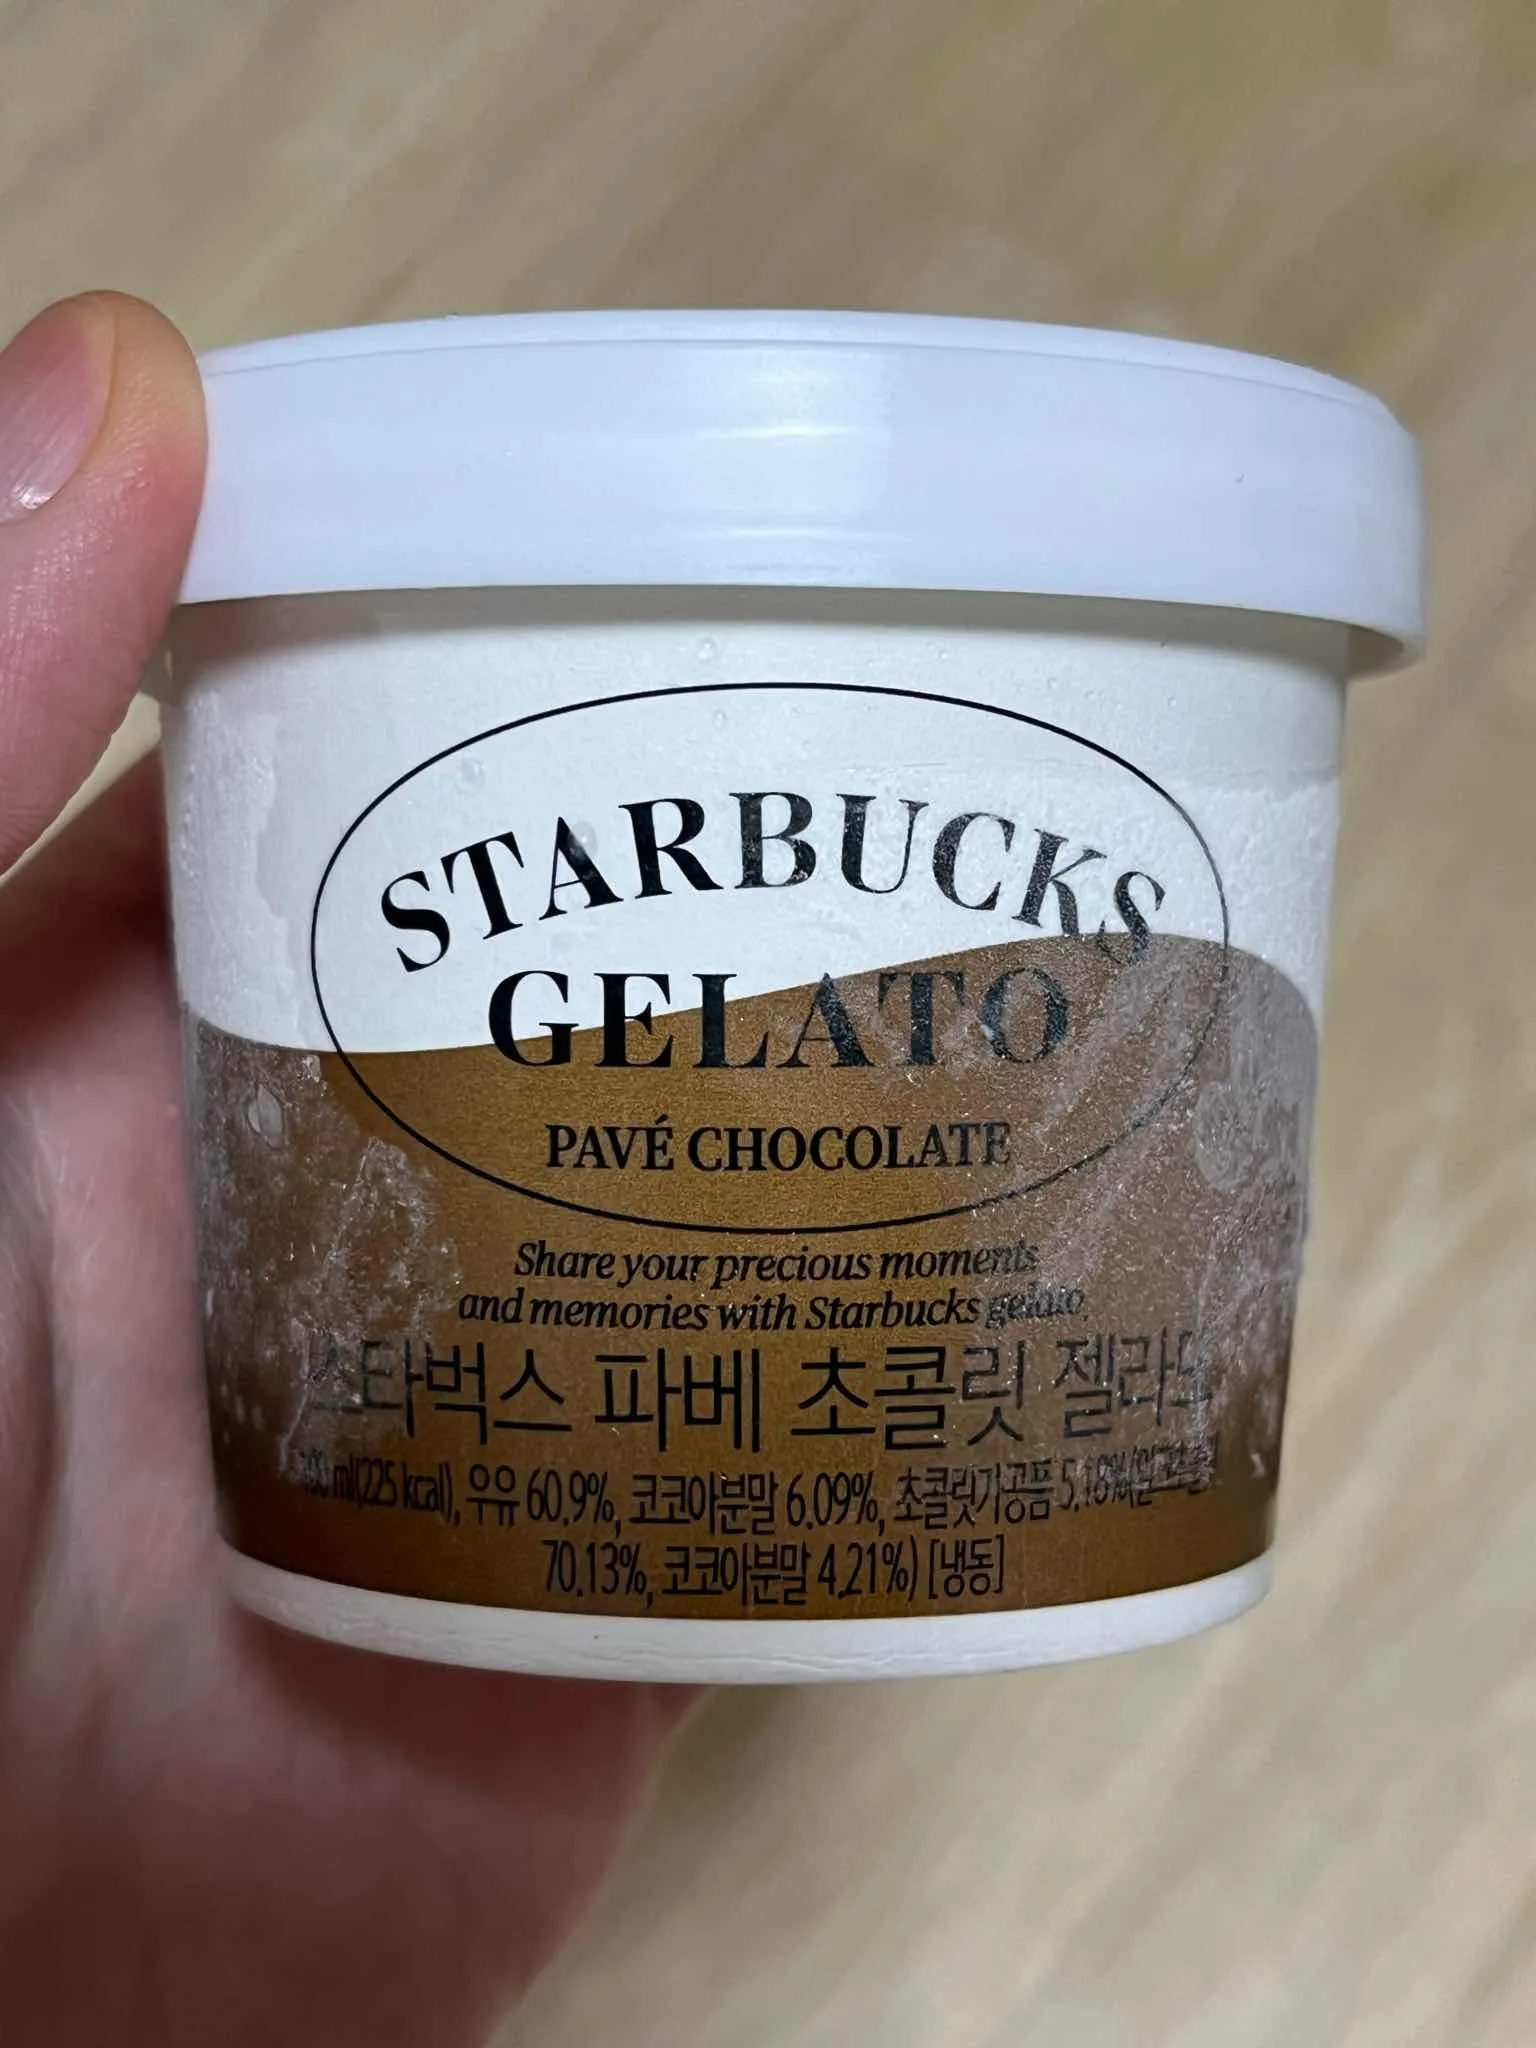 STARBUCKS
GELATO
PAVÉ CHOCOLATE
Share your precious moments
and memories with Starbucks gelato
스타벅스 파베 초콜릿 젤라또
ml(225 kcal), 우유 60.9%, 코코아분말 6.09%, 초콜릿가공품 5.18%
70.13%, 코코아분말 4.21%) [냉동]